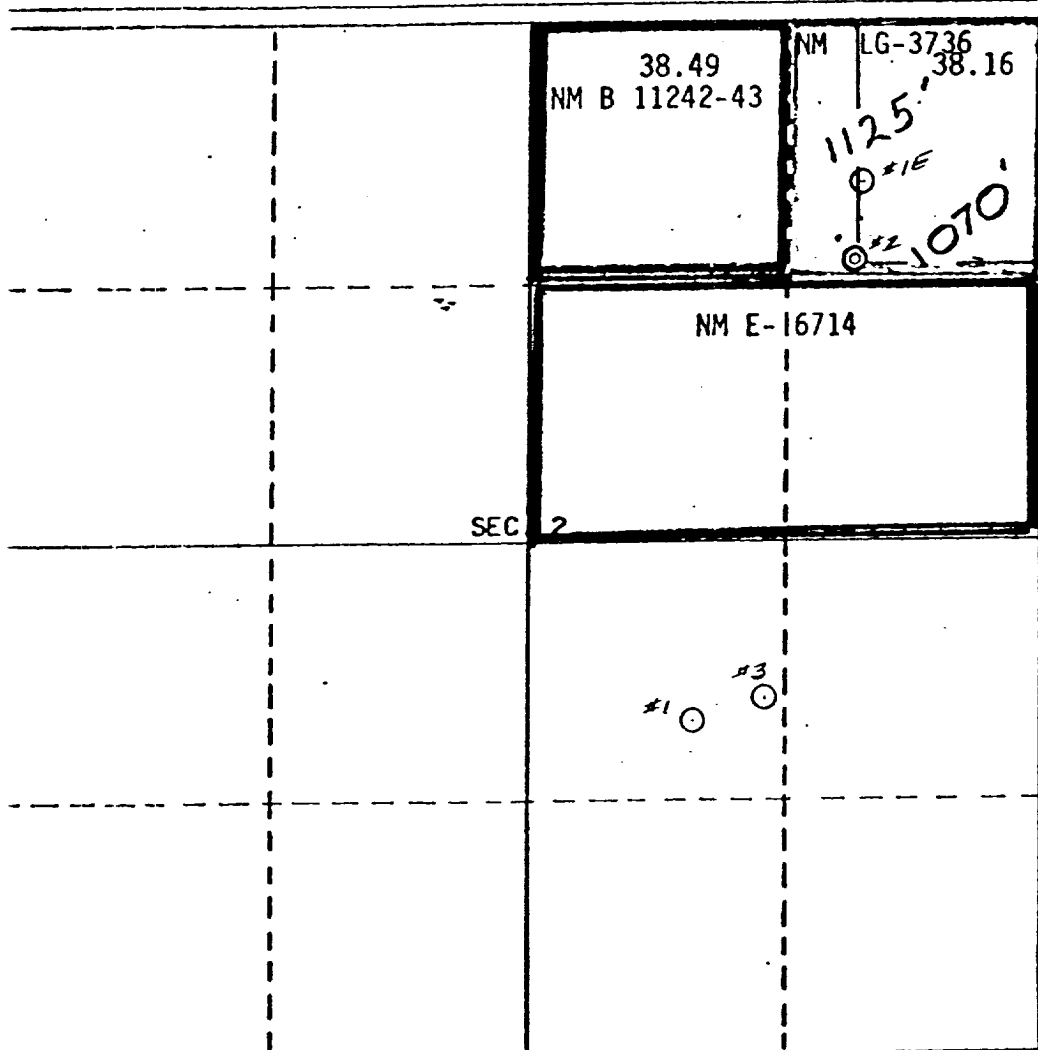 38.49
NM B 11242-43
NM LG-3736
38.16
1125'
#1E
#2
1070'
NM E-16714
SEC 2
#3
#1